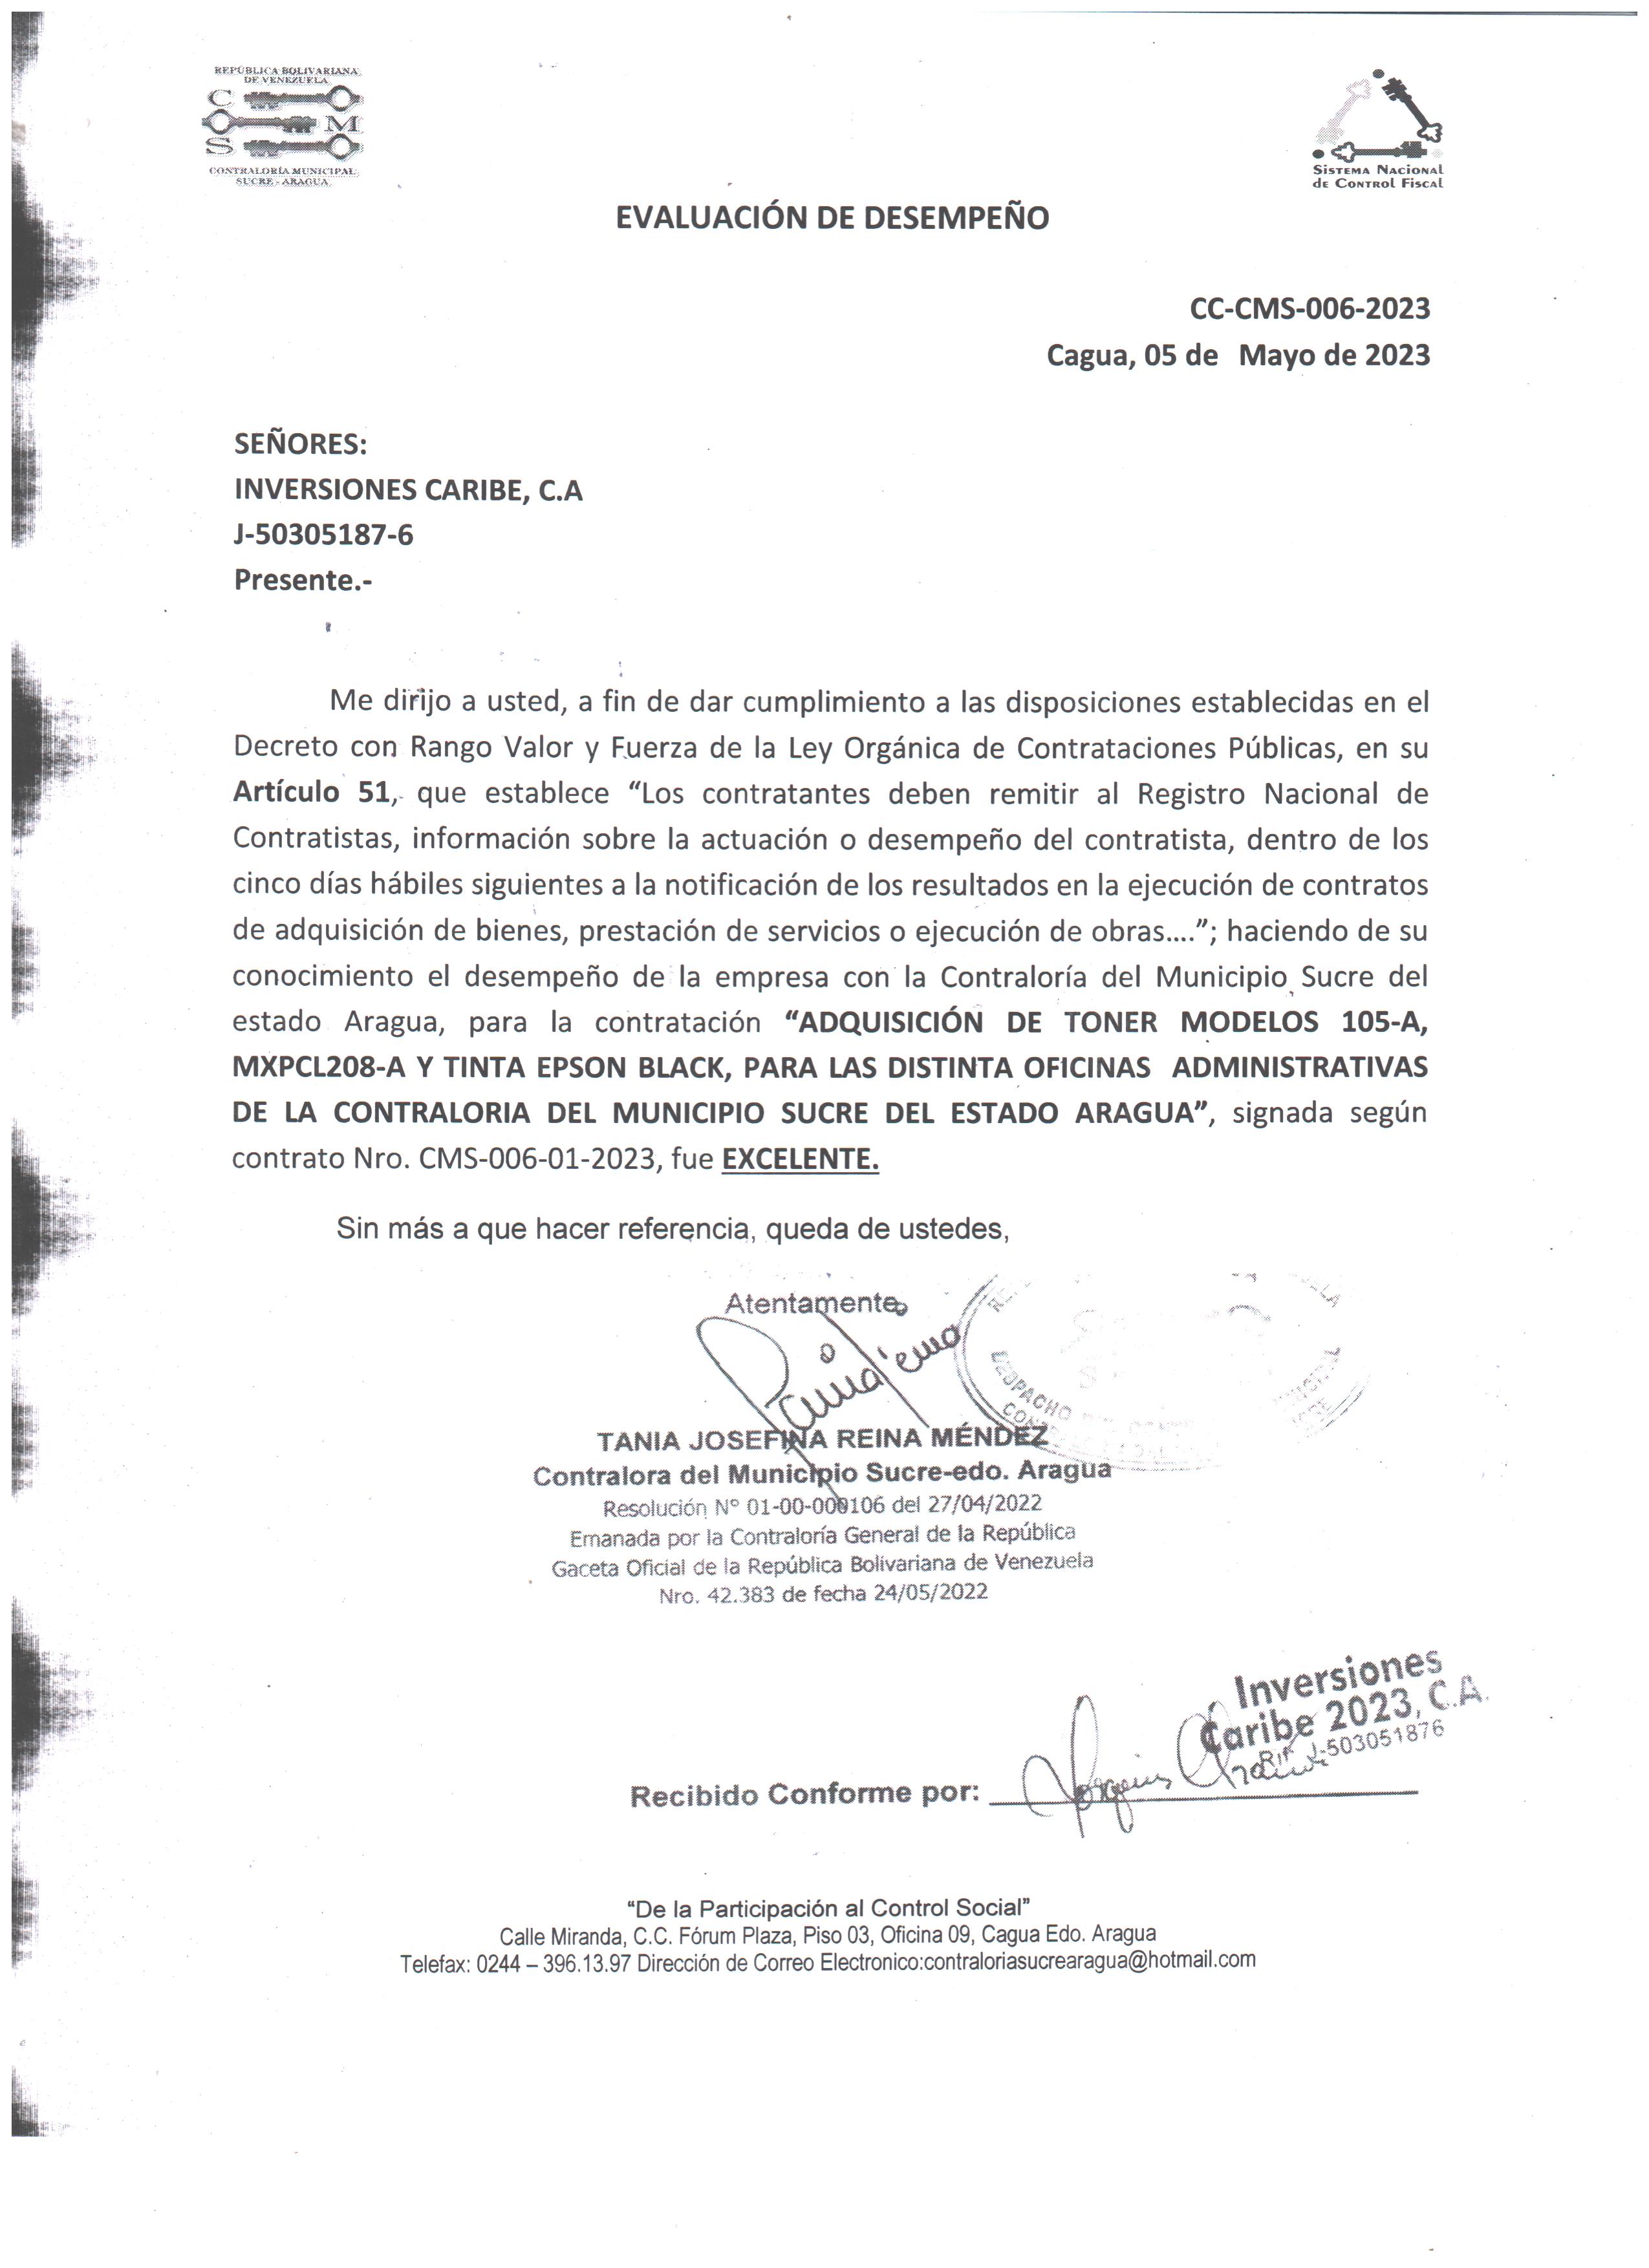 REPÚBLICA BOLIVARIANA
DE VENEZUELA
C
M
S
CONTRALORÍA MUNICIPAL
SUCRE - ARAGUA
Sistema Nacional
de Control Fiscal
EVALUACIÓN DE DESEMPEÑO
CC-CMS-006-2023
Cagua, 05 de Mayo de 2023
SEÑORES:
INVERSIONES CARIBE, C.A
J-50305187-6
Presente.-
Me dirijo a usted, a fin de dar cumplimiento a las disposiciones establecidas en el
Decreto con Rango Valor y Fuerza de la Ley Orgánica de Contrataciones Públicas, en su
Artículo 51, que establece “Los contratantes deben remitir al Registro Nacional de
Contratistas, información sobre la actuación o desempeño del contratista, dentro de los
cinco días hábiles siguientes a la notificación de los resultados en la ejecución de contratos
de adquisición de bienes, prestación de servicios o ejecución de obras....”; haciendo de su
conocimiento el desempeño de la empresa con la Contraloría del Municipio Sucre del
estado Aragua, para la contratación “ADQUISICIÓN DE TONER MODELOS 105-A,
MXPCL208-A Y TINTA EPSON BLACK, PARA LAS DISTINTA OFICINAS ADMINISTRATIVAS
DE LA CONTRALORIA DEL MUNICIPIO SUCRE DEL ESTADO ARAGUA”, signada según
contrato Nro. CMS-006-01-2023, fue EXCELENTE.
Sin más a que hacer referencia, queda de ustedes,
Atentamente,
DESPACHO
TANIA JOSEFINA REINA MÉNDEZ
Contralora del Municipio Sucre-edo. Aragua
Resolución N° 01-00-000106 del 27/04/2022
Emanada por la Contraloría General de la República
Gaceta Oficial de la República Bolivariana de Venezuela
Nro. 42.383 de fecha 24/05/2022
Inversiones
Caribe 2023, C.A.
Rif J-503051876
Recibido Conforme por:
“De la Participación al Control Social”
Calle Miranda, C.C. Fórum Plaza, Piso 03, Oficina 09, Cagua Edo. Aragua
Telefax: 0244 – 396.13.97 Dirección de Correo Electronico:contraloriasucrearagua@hotmail.com